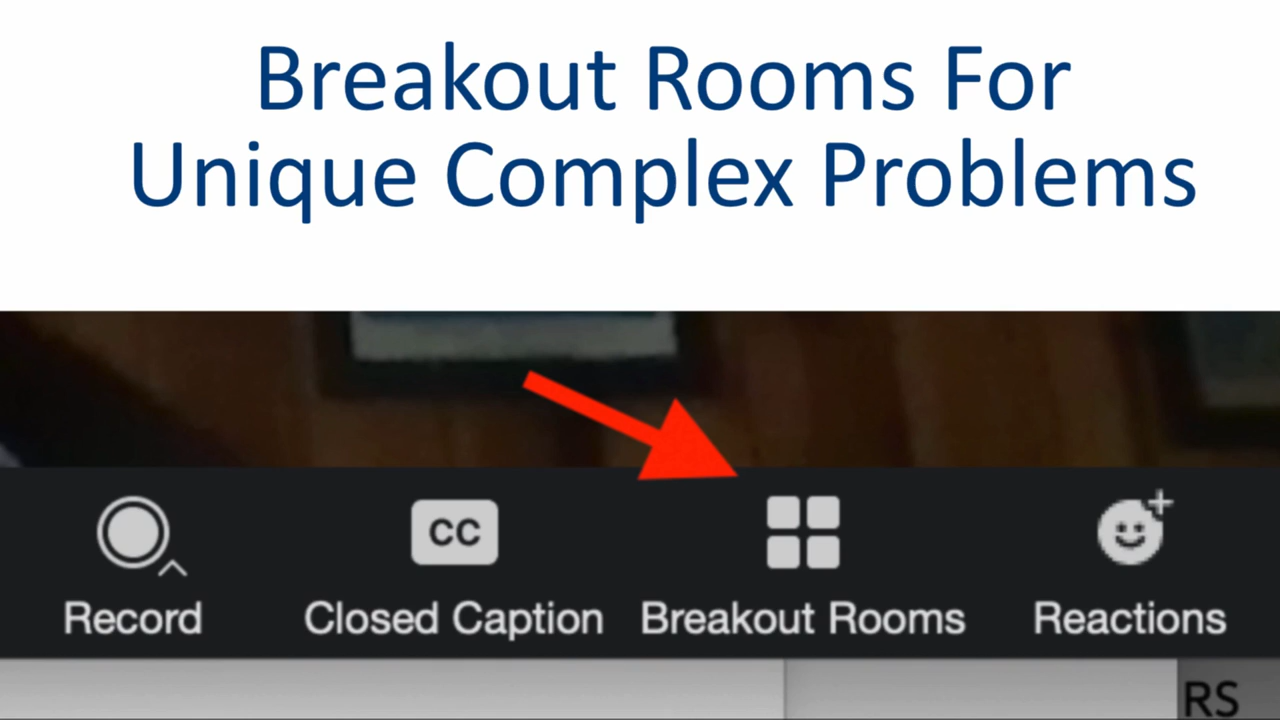 Breakout Rooms For
Unique Complex Problems
CC
Record
Closed Caption
Breakout Rooms
Reactions
RS